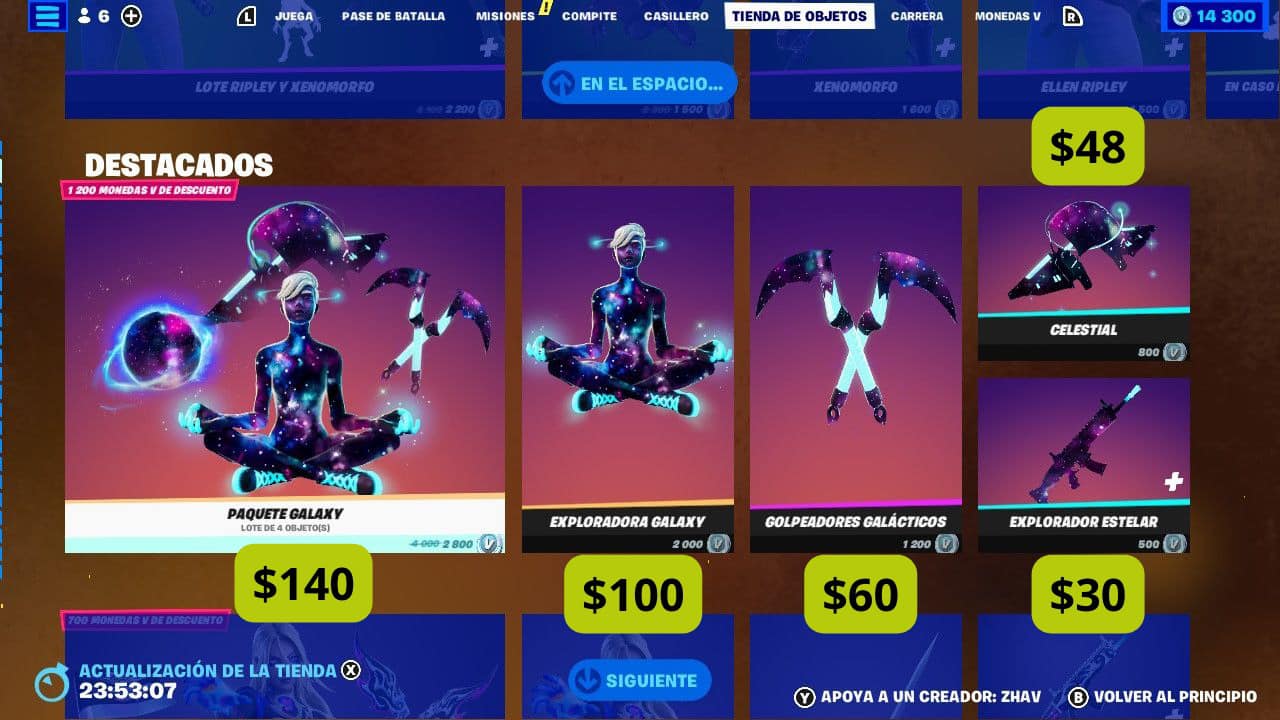 6
L
JUEGA
PASE DE BATALLA
MISIONES
!
COMPITE
CASILLERO
TIENDA DE OBJETOS
CARRERA
MONEDAS V
R
14 300
LOTE RIPLEY Y XENOMORFO
2 200
EN EL ESPACIO...
1 500
XENOMORFO
1 600
ELLEN RIPLEY
500
EN CASO
$48
DESTACADOS
1 200 MONEDAS V DE DESCUENTO
PAQUETE GALAXY
LOTE DE 4 OBJETO(S)
4 000 2 800
EXPLORADORA GALAXY
2 000
GOLPEADORES GALÁCTICOS
1 200
CELESTIAL
800
EXPLORADOR ESTELAR
500
$140
$100
$60
$30
700 MONEDAS V DE DESCUENTO
ACTUALIZACIÓN DE LA TIENDA X
23:53:07
SIGUIENTE
Y APOYA A UN CREADOR: ZHAV
B VOLVER AL PRINCIPIO